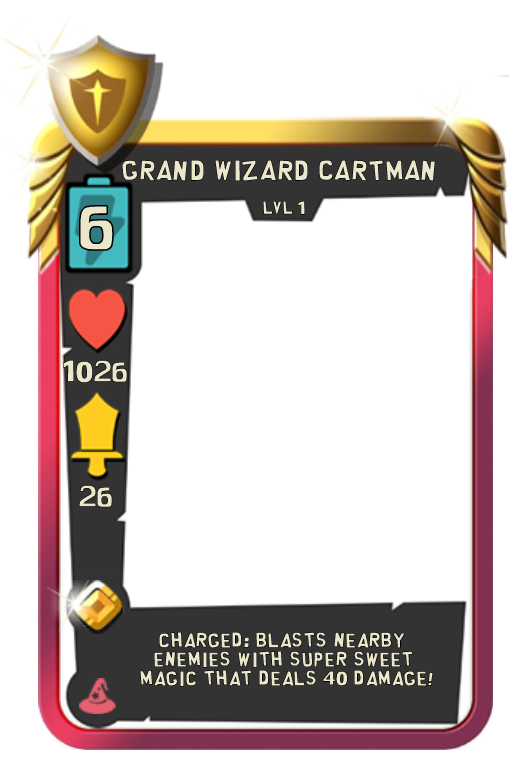 GRAND WIZARD CARTMAN
LVL 1
6
1026
26
CHARGED: BLASTS NEARBY
ENEMIES WITH SUPER SWEET
MAGIC THAT DEALS 40 DAMAGE!